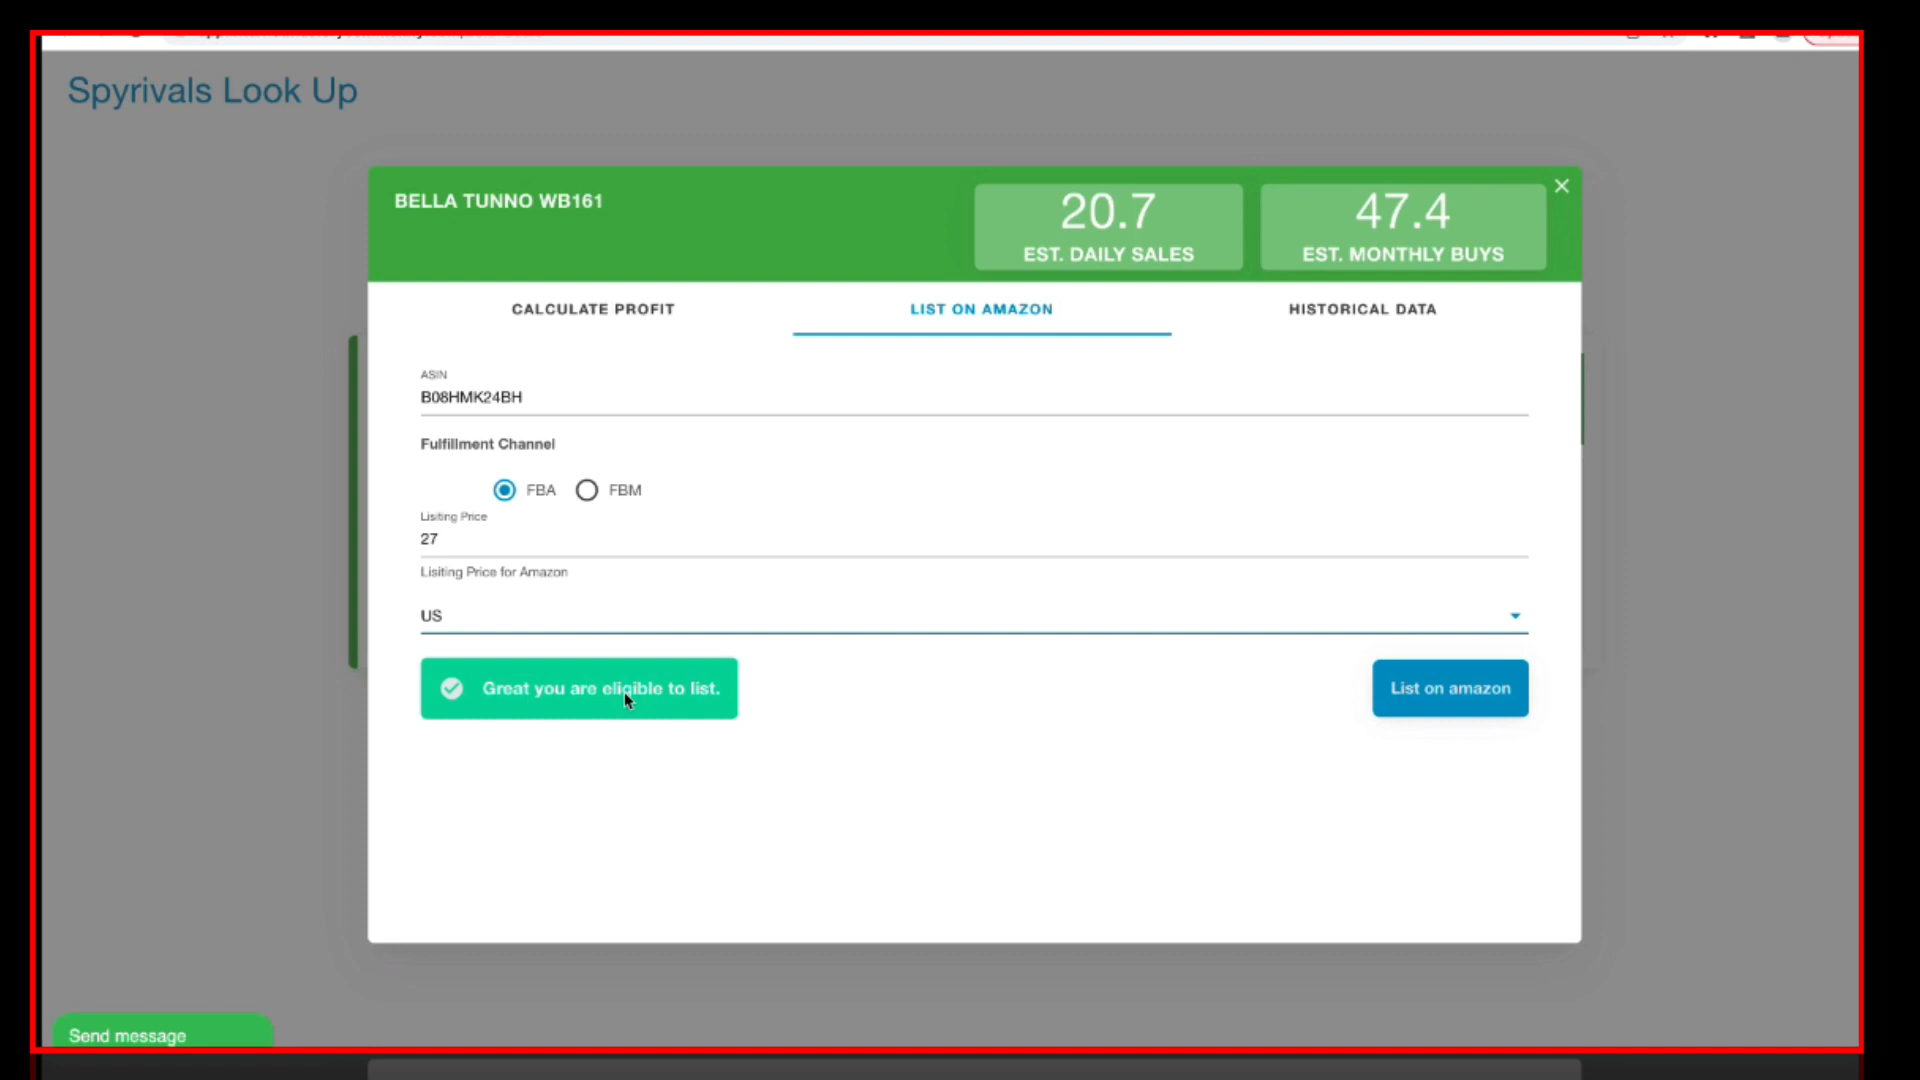 Spyrivals Look Up
BELLA TUNNO WB161
20.7
EST. DAILY SALES
47.4
EST. MONTHLY BUYS
CALCULATE PROFIT
LIST ON AMAZON
HISTORICAL DATA
ASIN
B08HMK24BH
Fulfillment Channel
FBA
FBM
Lisiting Price
27
Lisiting Price for Amazon
US
Great you are eligible to list.
List on amazon
Send message